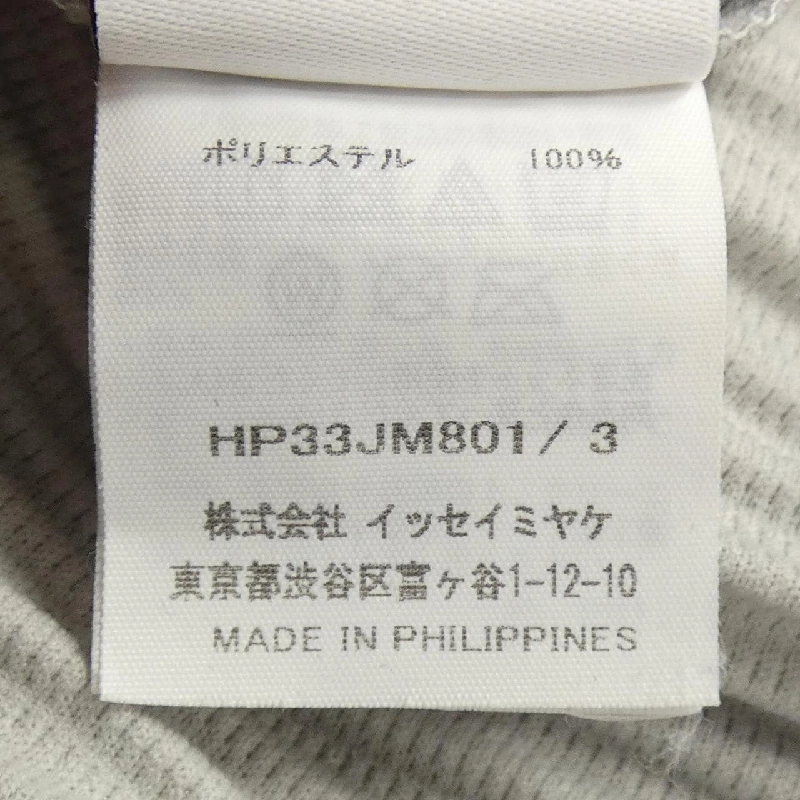 ポリエステル 100%
HP33JM801/ 3
株式会社 イッセイミヤケ
東京都渋谷区富ヶ谷1-12-10
MADE IN PHILIPPINES